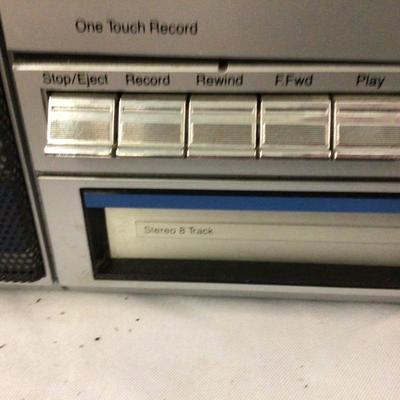 One Touch Record
Stop/Eject Record Rewind F.Fwd Play
Stereo 8 Track